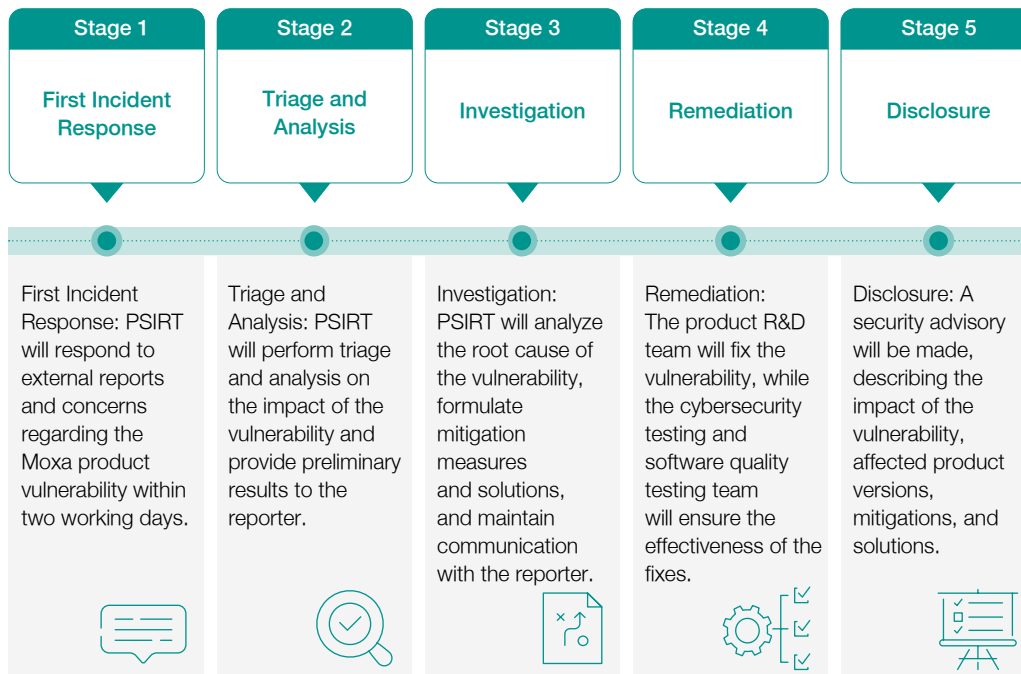 Stage 1
First Incident
Response
First Incident
Response: PSIRT
will respond to
external reports
and concerns
regarding the
Moxa product
vulnerability within
two working days.
Stage 2
Triage and
Analysis
Triage and
Analysis: PSIRT
will perform triage
and analysis on
the impact of the
vulnerability and
provide preliminary
results to the
reporter.
Stage 3
Investigation
Investigation:
PSIRT will analyze
the root cause of
the vulnerability,
formulate
mitigation
measures
and solutions,
and maintain
communication
with the reporter.
Stage 4
Remediation
Remediation:
The product R&D
team will fix the
vulnerability, while
the cybersecurity
testing and
software quality
testing team
will ensure the
effectiveness of the
fixes.
Stage 5
Disclosure
Disclosure: A
security advisory
will be made,
describing the
impact of the
vulnerability,
affected product
versions,
mitigations, and
solutions.